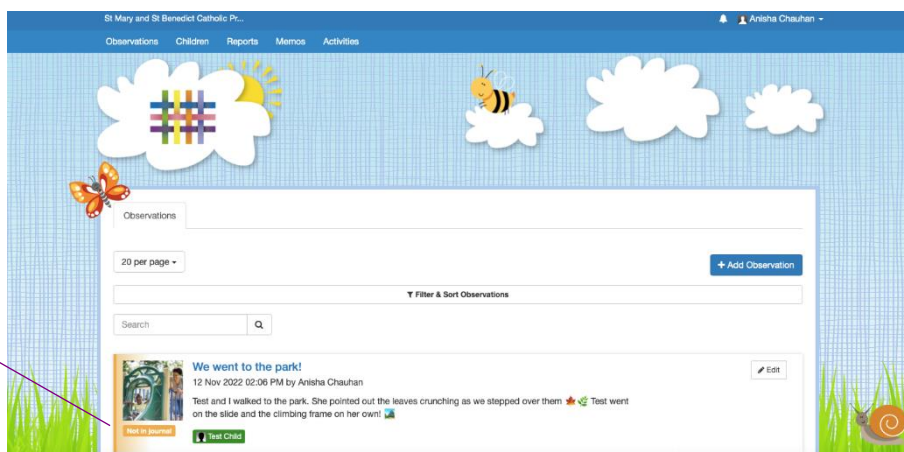 St Mary and St Benedict Catholic Pr...
Anisha Chauhan
Observations Children Reports Memos Activities
Observations
20 per page
+ Add Observation
Filter & Sort Observations
Search
We went to the park!
Edit
12 Nov 2022 02:06 PM by Anisha Chauhan
Test and I walked to the park. She pointed out the leaves crunching as we stepped over them 🍁 🌿 Test went
on the slide and the climbing frame on her own! 🏞️
Not in journal
Test Child